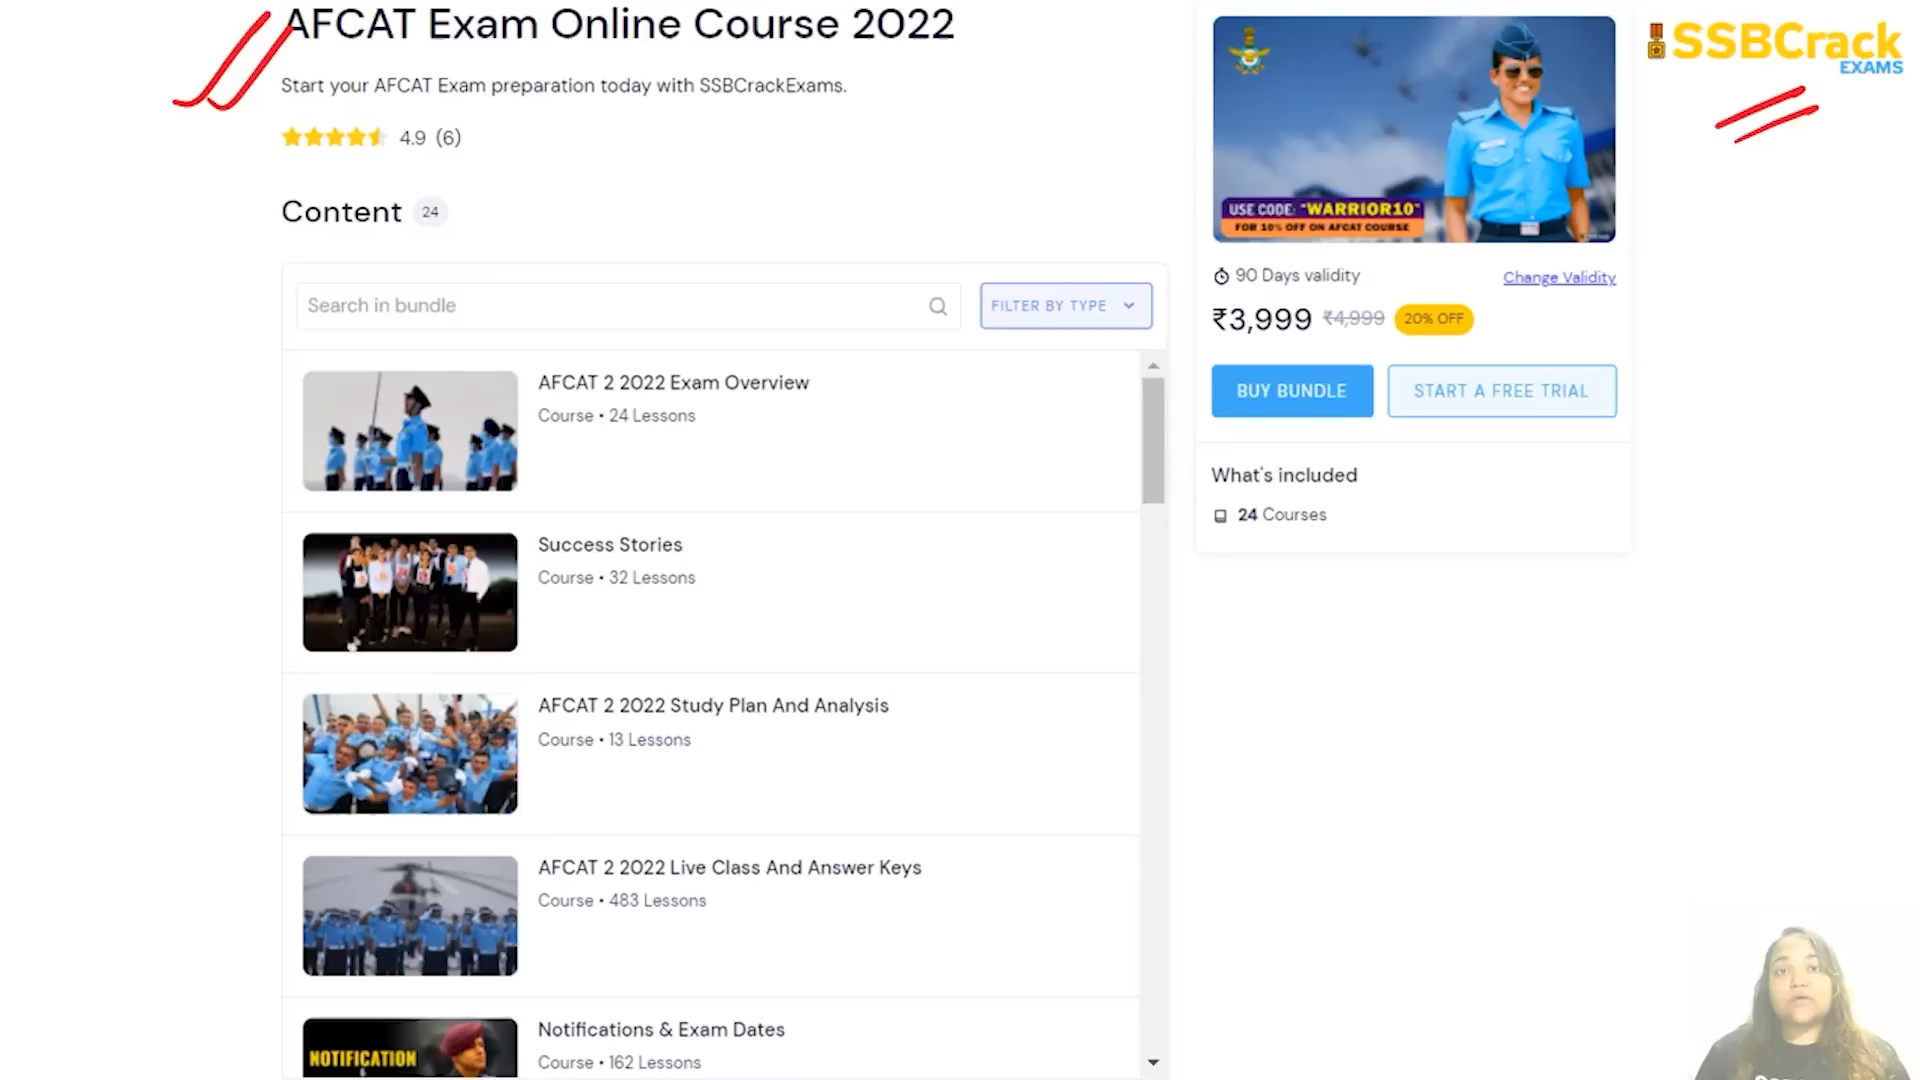 AFCAT Exam Online Course 2022
Start your AFCAT Exam preparation today with SSBCrackExams.
4.9 (6)
Content 24
Search in bundle
FILTER BY TYPE
AFCAT 2 2022 Exam Overview
Course • 24 Lessons
Success Stories
Course • 32 Lessons
AFCAT 2 2022 Study Plan And Analysis
Course • 13 Lessons
AFCAT 2 2022 Live Class And Answer Keys
Course • 483 Lessons
NOTIFICATION
Notifications & Exam Dates
Course • 162 Lessons
USE CODE: "WARRIOR10"
FOR 10% OFF ON AFCAT COURSE
90 Days validity
Change Validity
₹3,999 ₹4,999 20% OFF
BUY BUNDLE
START A FREE TRIAL
What's included
24 Courses
SSBCrack
EXAMS